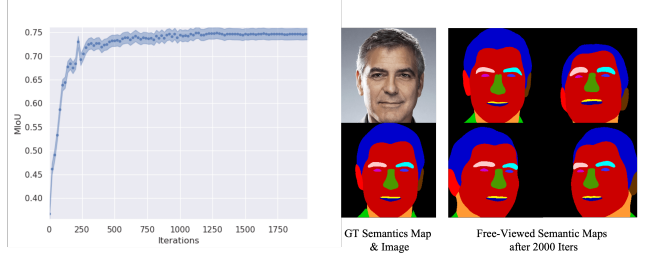 0.75
0.70
0.65
0.60
0.55
0.50
0.45
0.40
MIoU
0 250 500 750 1000 1250 1500 1750
Iterations
GT Semantics Map
& Image
Free-Viewed Semantic Maps
after 2000 Iters